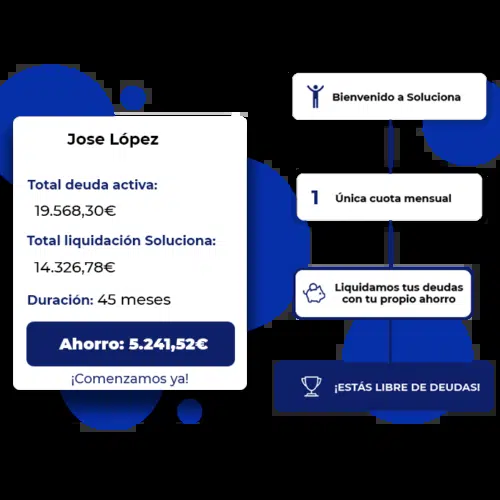 Jose López
Total deuda activa:
19.568,30€
Total liquidación Soluciona:
14.326,78€
Duración: 45 meses
Ahorro: 5.241,52€
¡Comenzamos ya!
Bienvenido a Soluciona
1 Única cuota mensual
Liquidamos tus deudas
con tu propio ahorro
¡ESTÁS LIBRE DE DEUDAS!